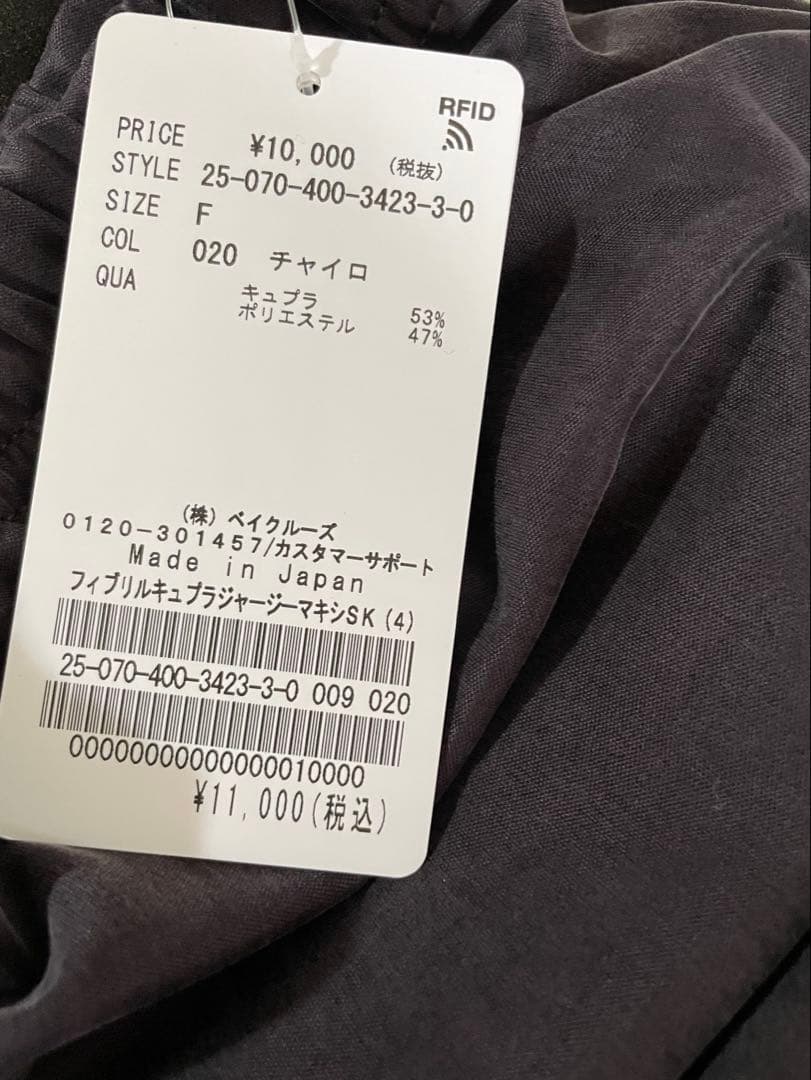 RFID
PRICE ¥10,000 (税抜)
STYLE 25-070-400-3423-3-0
SIZE F
COL 020 チャイロ
QUA
キュプラ 53%
ポリエステル 47%
(株) ベイクルーズ
0120-301457/カスタマーサポート
Made in Japan
フィブリルキュプラジャージーマキシSK(4)
25-070-400-3423-3-0 009 020
00000000000000010000
¥11,000(税込)